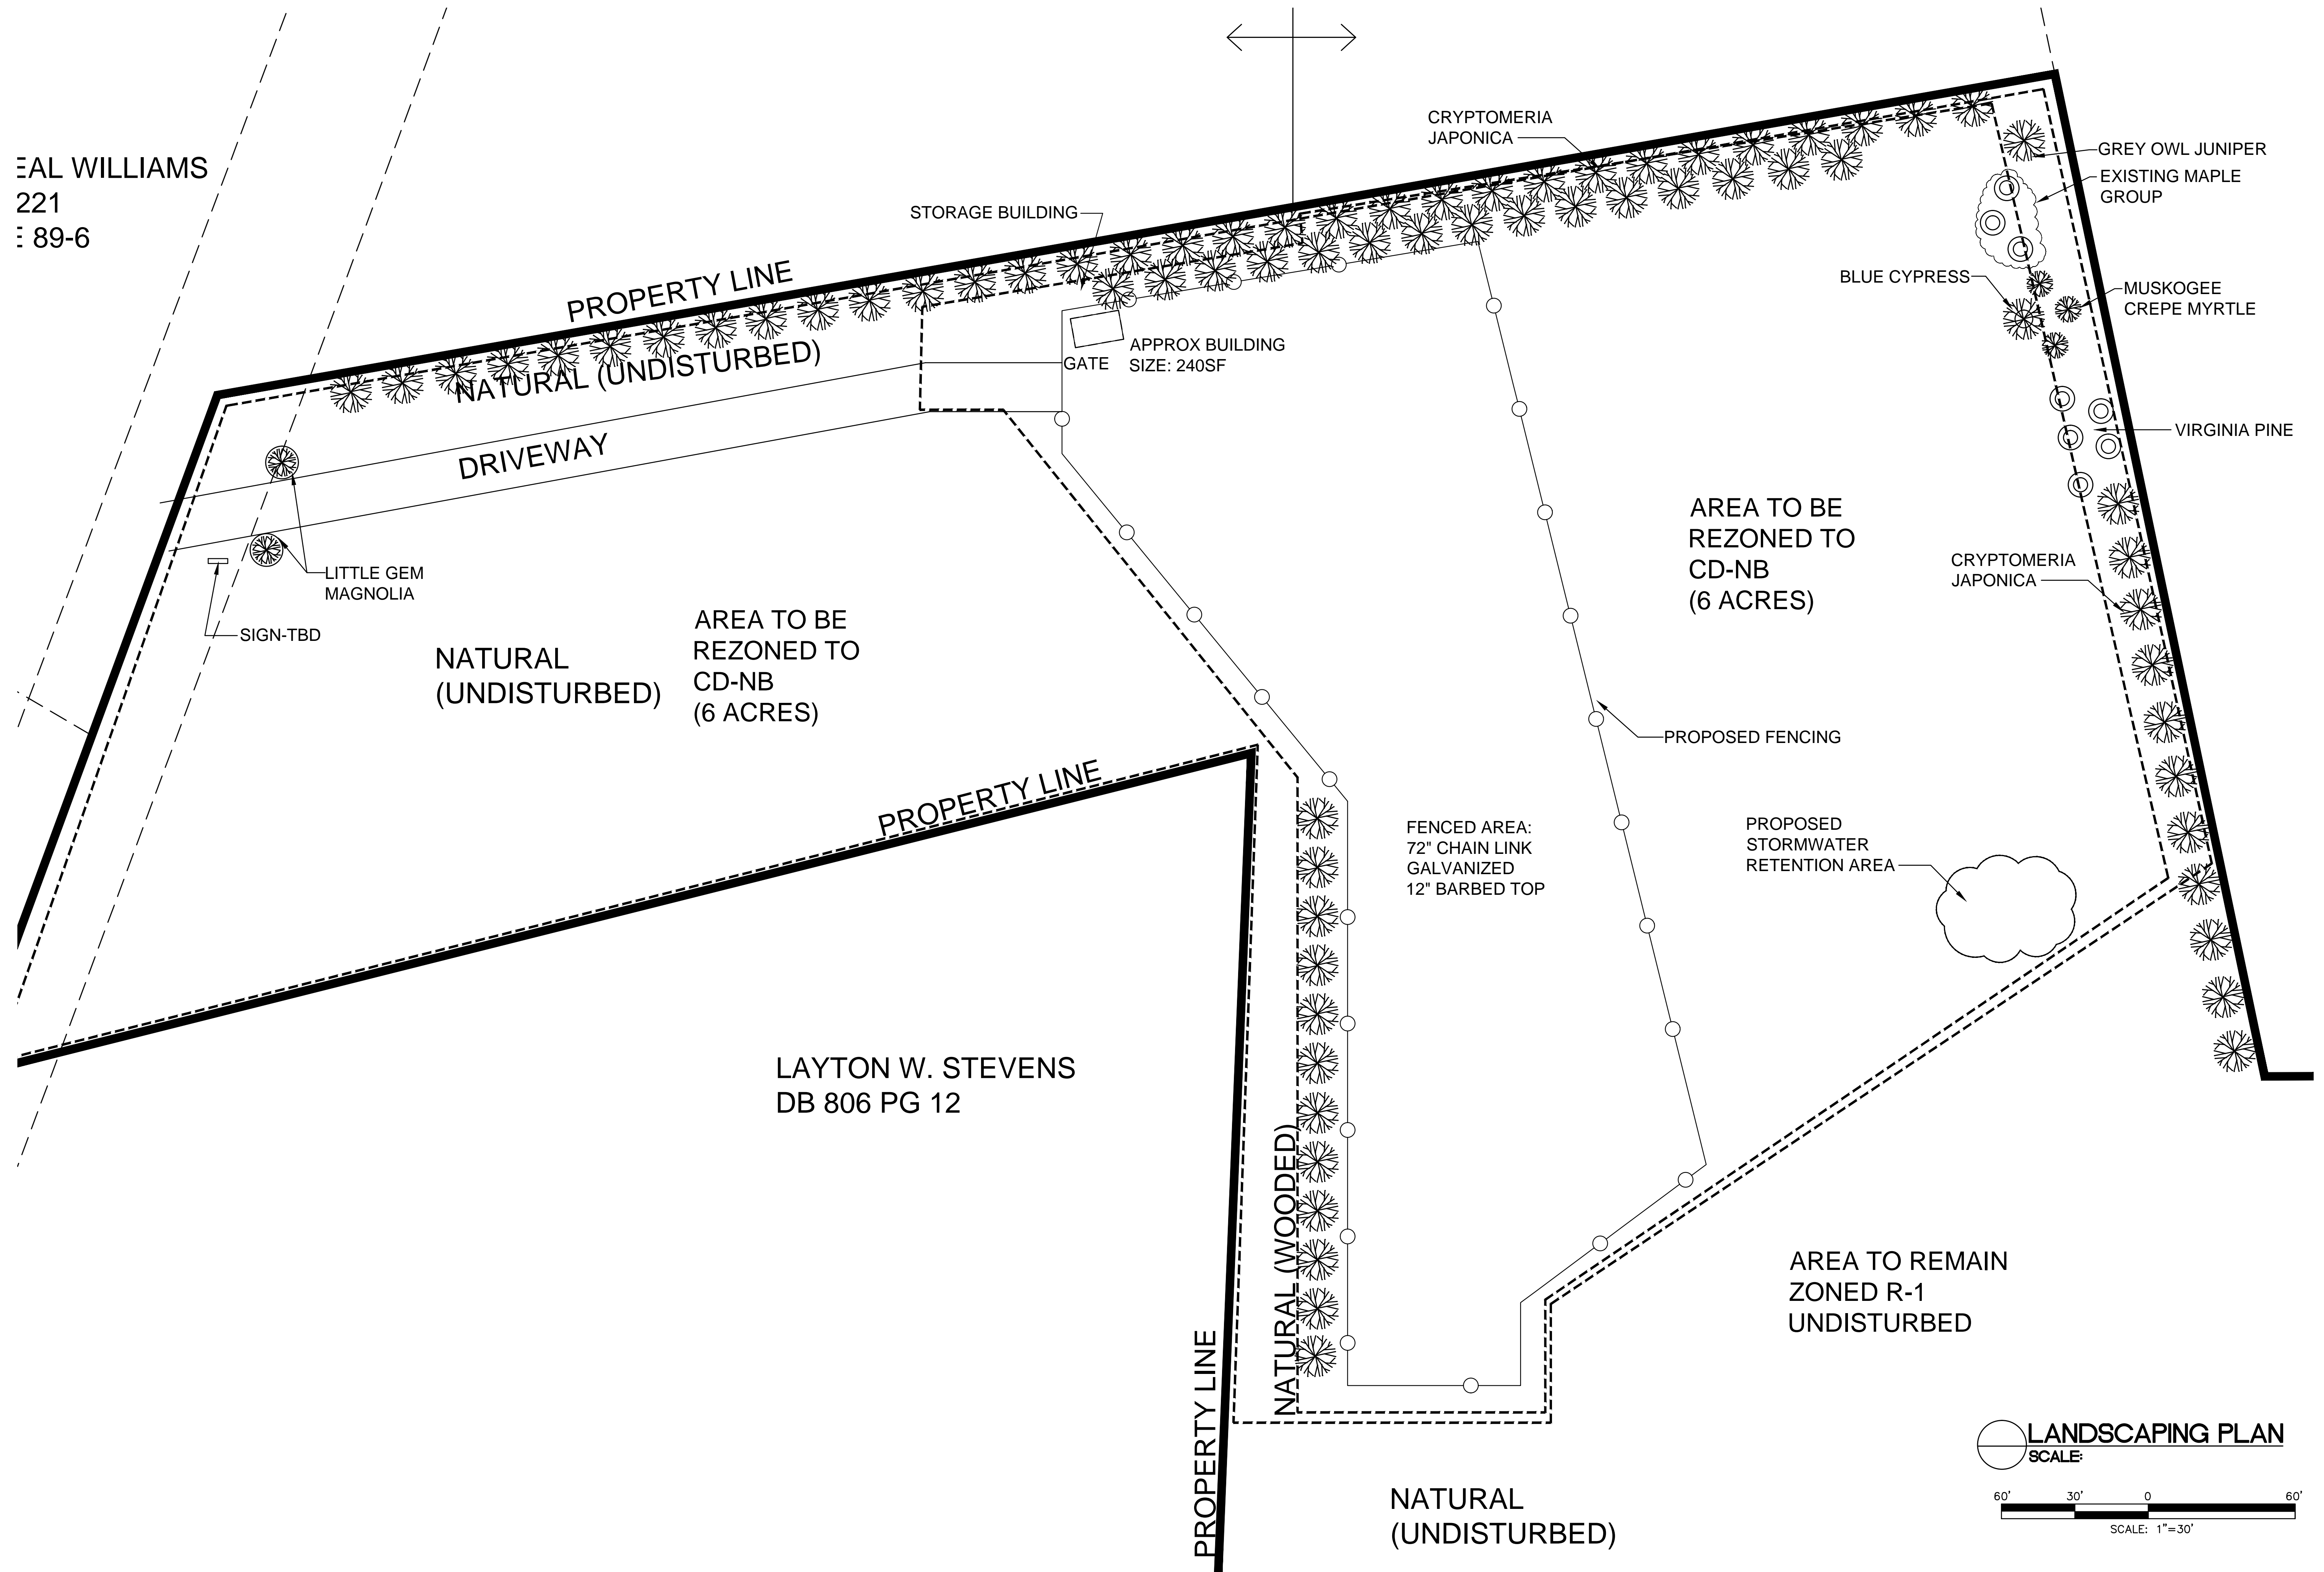 EAL WILLIAMS
221
E 89-6
CRYPTOMERIA
JAPONICA
GREY OWL JUNIPER
EXISTING MAPLE
GROUP
STORAGE BUILDING
PROPERTY LINE
BLUE CYPRESS
MUSKOGEE
CREPE MYRTLE
NATURAL (UNDISTURBED)
GATE
APPROX BUILDING
SIZE: 240SF
DRIVEWAY
VIRGINIA PINE
LITTLE GEM
MAGNOLIA
SIGN-TBD
AREA TO BE
REZONED TO
CD-NB
(6 ACRES)
CRYPTOMERIA
JAPONICA
NATURAL
(UNDISTURBED)
AREA TO BE
REZONED TO
CD-NB
(6 ACRES)
PROPOSED FENCING
PROPERTY LINE
FENCED AREA:
72" CHAIN LINK
GALVANIZED
12" BARBED TOP
PROPOSED
STORMWATER
RETENTION AREA
LAYTON W. STEVENS
DB 806 PG 12
NATURAL (WOODED)
PROPERTY LINE
AREA TO REMAIN
ZONED R-1
UNDISTURBED
NATURAL
(UNDISTURBED)
LANDSCAPING PLAN
SCALE:
60' 30' 0 60'
SCALE: 1"=30'